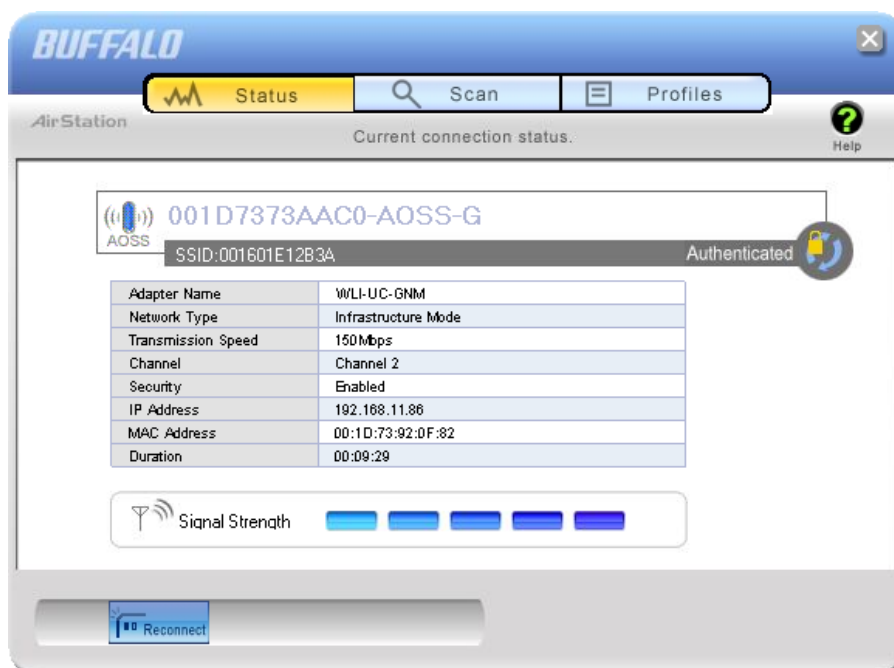 BUFFALO
Status
Scan
Profiles
AirStation
Current connection status.
Help
001D7373AAC0-AOSS-G
AOSS
SSID:001601E12B3A
Authenticated
Adapter Name WLI-UC-GNM
Network Type Infrastructure Mode
Transmission Speed 150Mbps
Channel Channel 2
Security Enabled
IP Address 192.168.11.86
MAC Address 00:1D:73:92:0F:82
Duration 00:09:29
Signal Strength
Reconnect